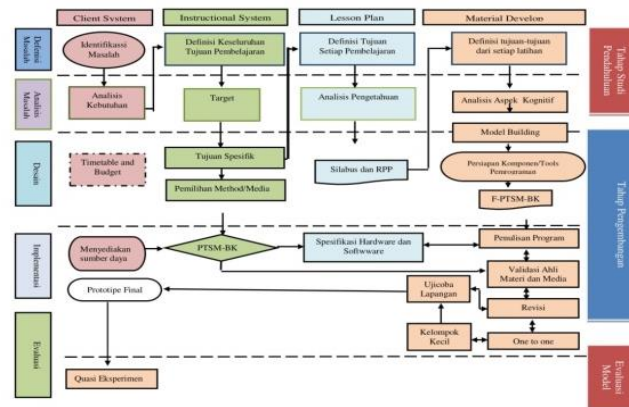 Client System
Instructional System
Lesson Plan
Material Develon
Defenisi
Masalah
Identifikassi
Masalah
Definisi Keseluruhan
Tujuan Pembelajaran
Definisi Tujuan
Setiap Pembelajaran
Definisi tujuan-tujuan
dari setiap latihan
Tahap Studi
Pendahuluan
Analisis
Masalah
Analisis
Kebutuhan
Target
Analisis Pengetahuan
Analisis Aspek Kognitif
Desain
Timetable and
Budget
Tujuan Spesifik
Pemilihan Method/Media
Silabus dan RPP
Model Building
Persiapan Komponen/Tools
Pemroaraman
F-PTSM-BK
Tahap Pengembangan
Implementasi
Menyediakan
sumber daya
PTSM-BK
Spesifikasi Hardware dan
Softwware
Penulisan Program
Validasi Ahli
Materi dan Media
Prototipe Final
Ujicoba
Lapangan
Revisi
Evaluasi
Kelompok
Kecil
One to one
Quasi Eksperimen
Evaluasi
Model